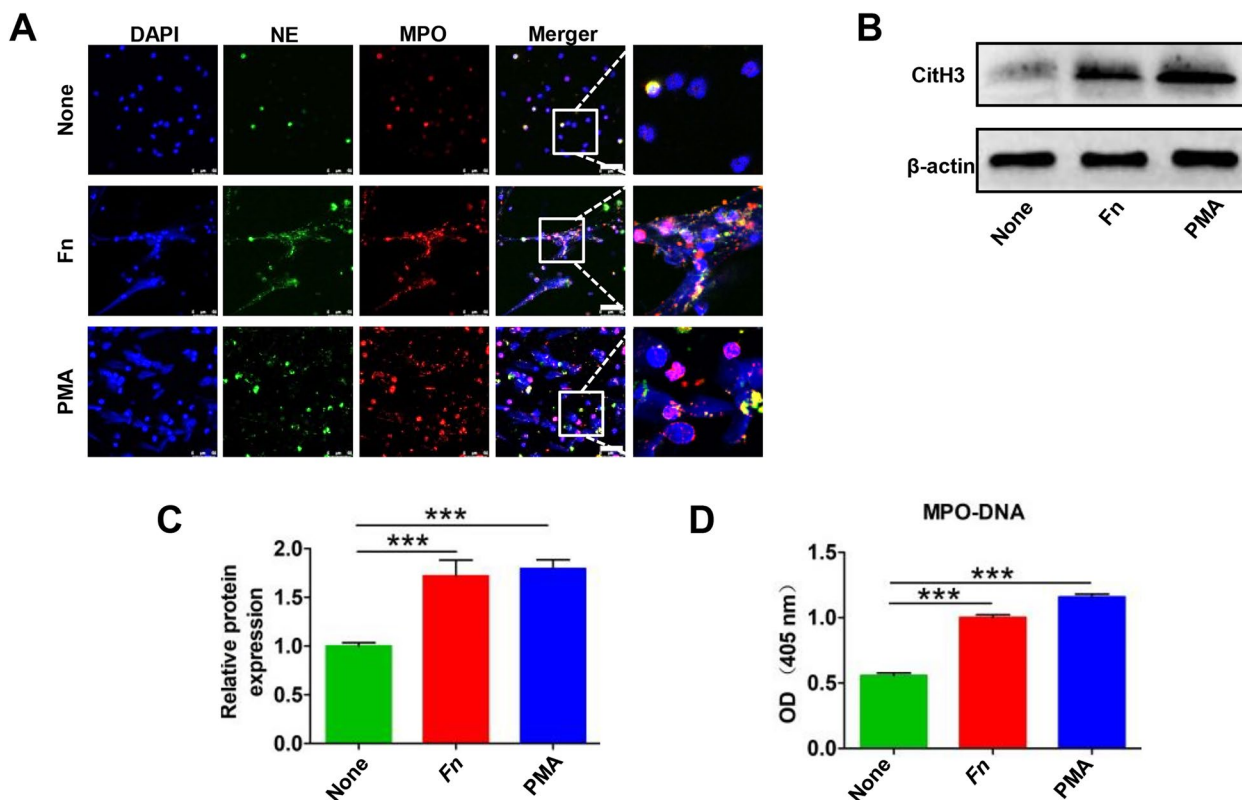 A
DAPI NE MPO Merger
None
Fn
PMA
B
CitH3
β-actin
None Fn PMA
C
Relative protein
expression
2.0
1.5
1.0
0.5
0.0
***
***
None Fn PMA
D
MPO-DNA
OD（405 nm）
1.5
1.0
0.5
0.0
***
***
None Fn PMA